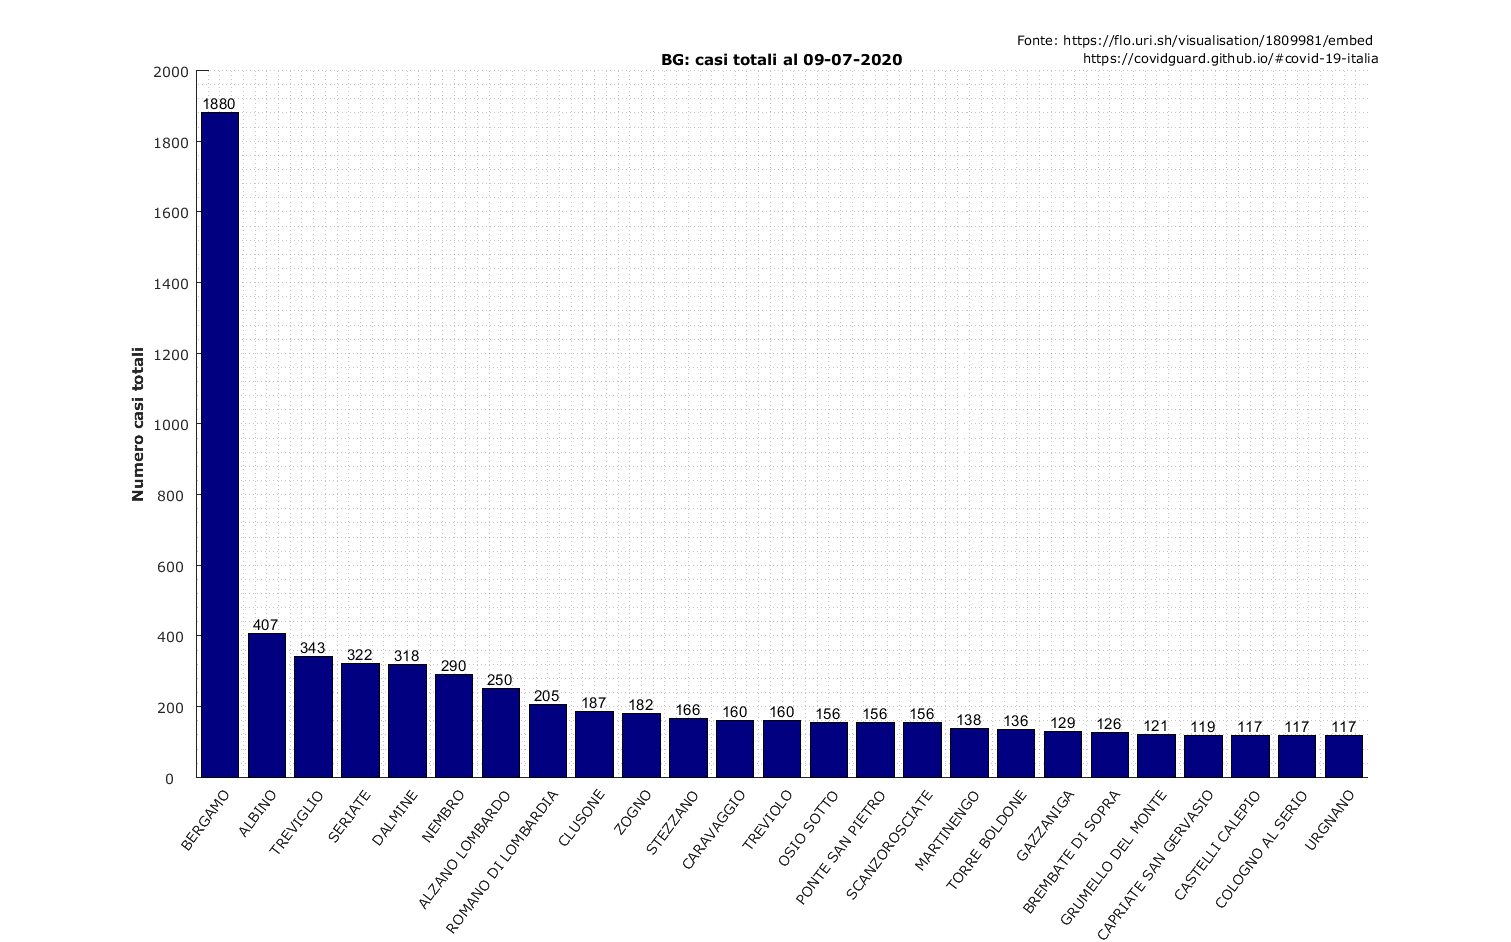 Fonte: https://flo.uri.sh/visualisation/1809981/embed
https://covidguard.github.io/#covid-19-italia
BG: casi totali al 09-07-2020
Numero casi totali
2000
1800
1600
1400
1200
1000
800
600
400
200
0
1880
407
343
322
318
290
250
205
187
182
166
160
160
156
156
156
138
136
129
126
121
119
117
117
117
BERGAMO
ALBINO
TREVIGLIO
SERIATE
DALMINE
NEMBRO
ALZANO LOMBARDO
ROMANO DI LOMBARDIA
CLUSONE
ZOGNO
STEZZANO
CARAVAGGIO
TREVIOLO
OSIO SOTTO
PONTE SAN PIETRO
SCANZOROSCIATE
MARTINENGO
TORRE BOLDONE
GAZZANIGA
BREMBATE DI SOPRA
GRUMELLO DEL MONTE
CAPRIATE SAN GERVASIO
CASTELLI CALEPIO
COLOGNO AL SERIO
URGNANO